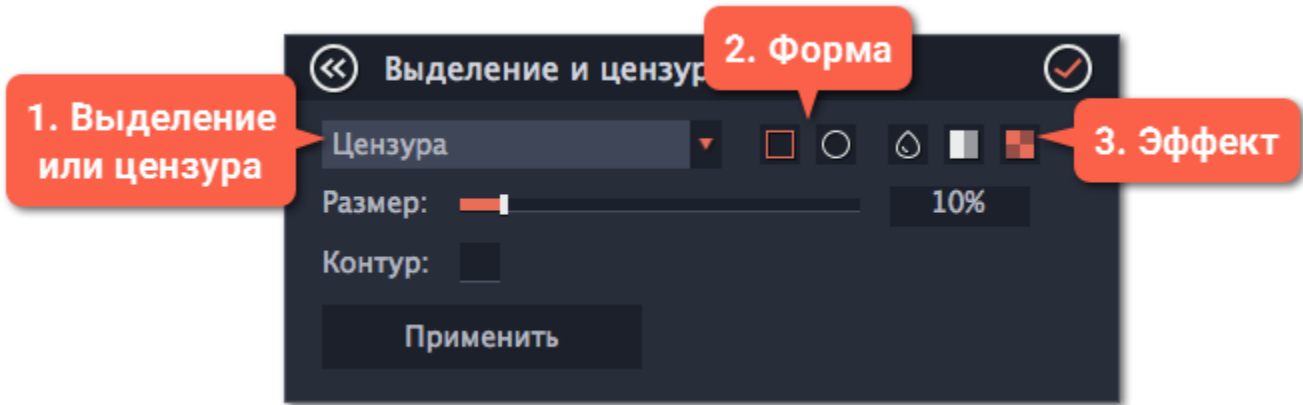 2. Форма
Выделение и цензур
1. Выделение
или цензура
Цензура
3. Эффект
Размер:
10%
Контур:
Применить